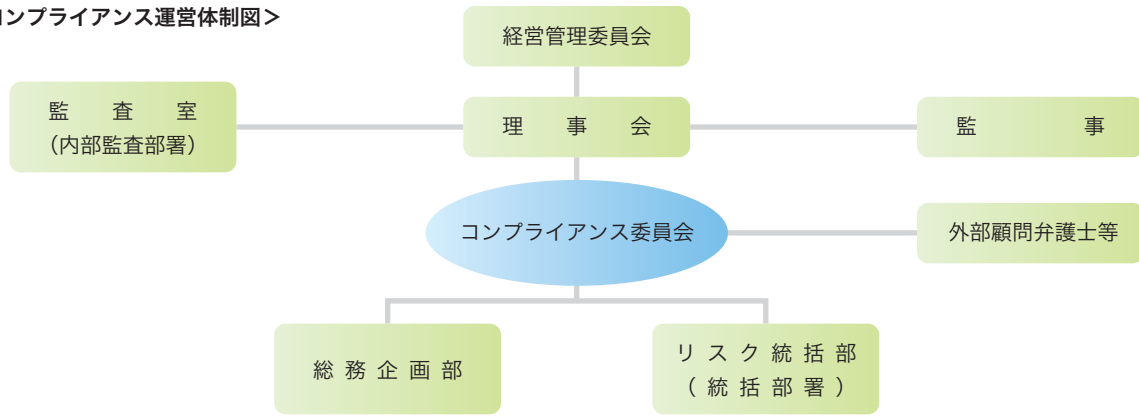 ンプライアンス運営体制図＞
経営管理委員会
監査室
（内部監査部署）
理事会
監事
コンプライアンス委員会
外部顧問弁護士等
総務企画部
リスク統括部
（統括部署）